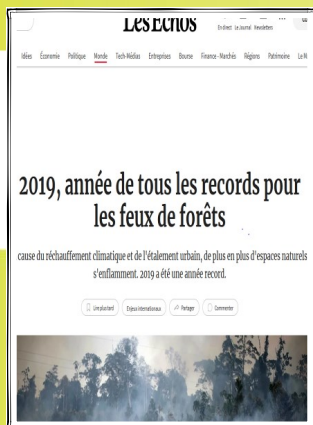 Les Echos
En direct Le Journal Newsletters
Idées Économie Politique Monde Tech-Médias Entreprises Bourse Finance - Marchés Régions Patrimoine Le M
2019, année de tous les records pour
les feux de forêts
cause du réchauffement climatique et de l'étalement urbain, de plus en plus d'espaces naturels
s'enflamment. 2019 a été une année record.
Lire plus tard Enjeux internationaux Partager Commenter